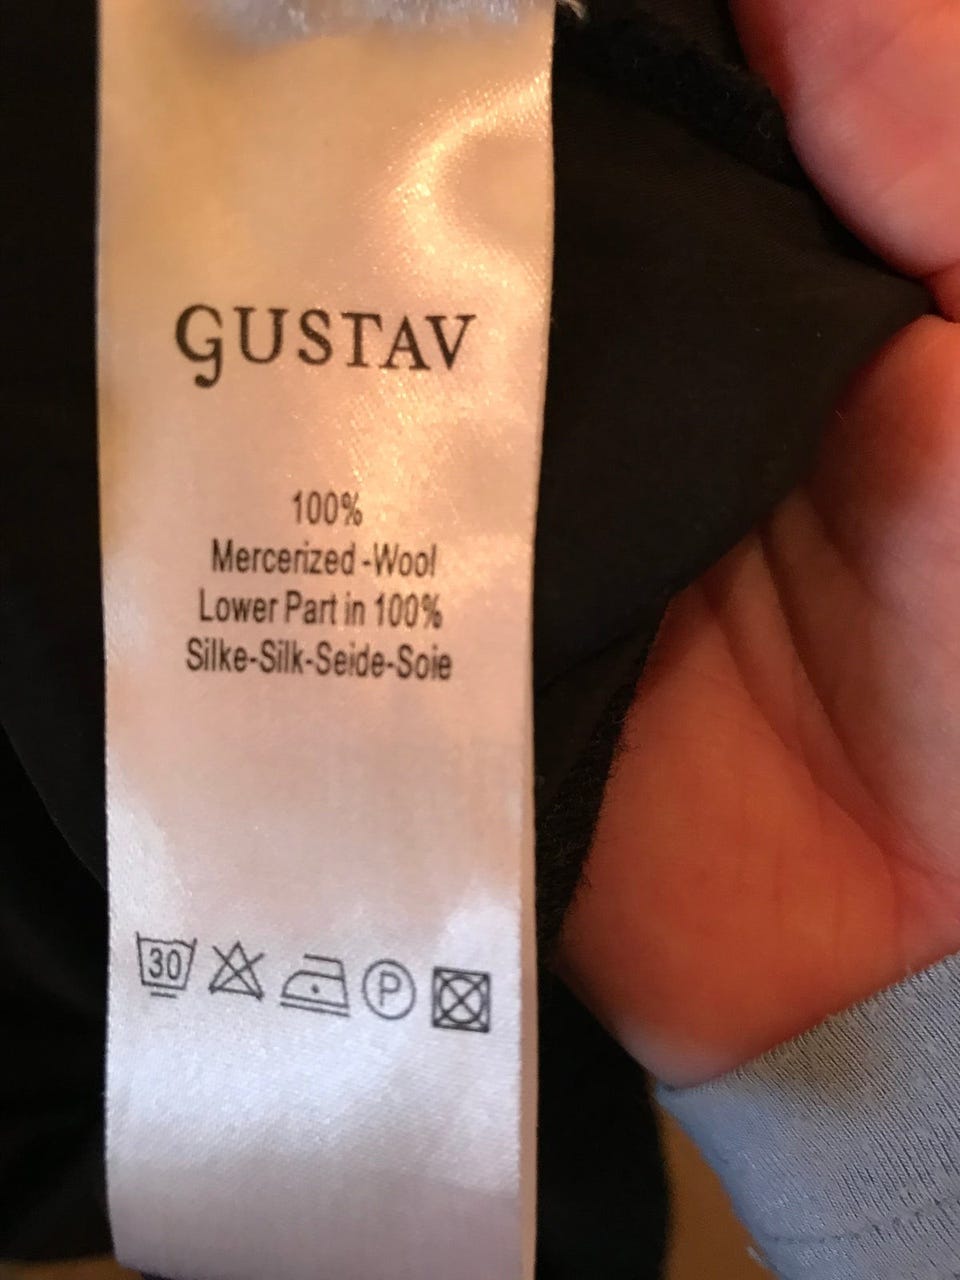 GUSTAV
100%
Mercerized-Wool
Lower Part in 100%
Silke-Silk-Seide-Soie
30 P